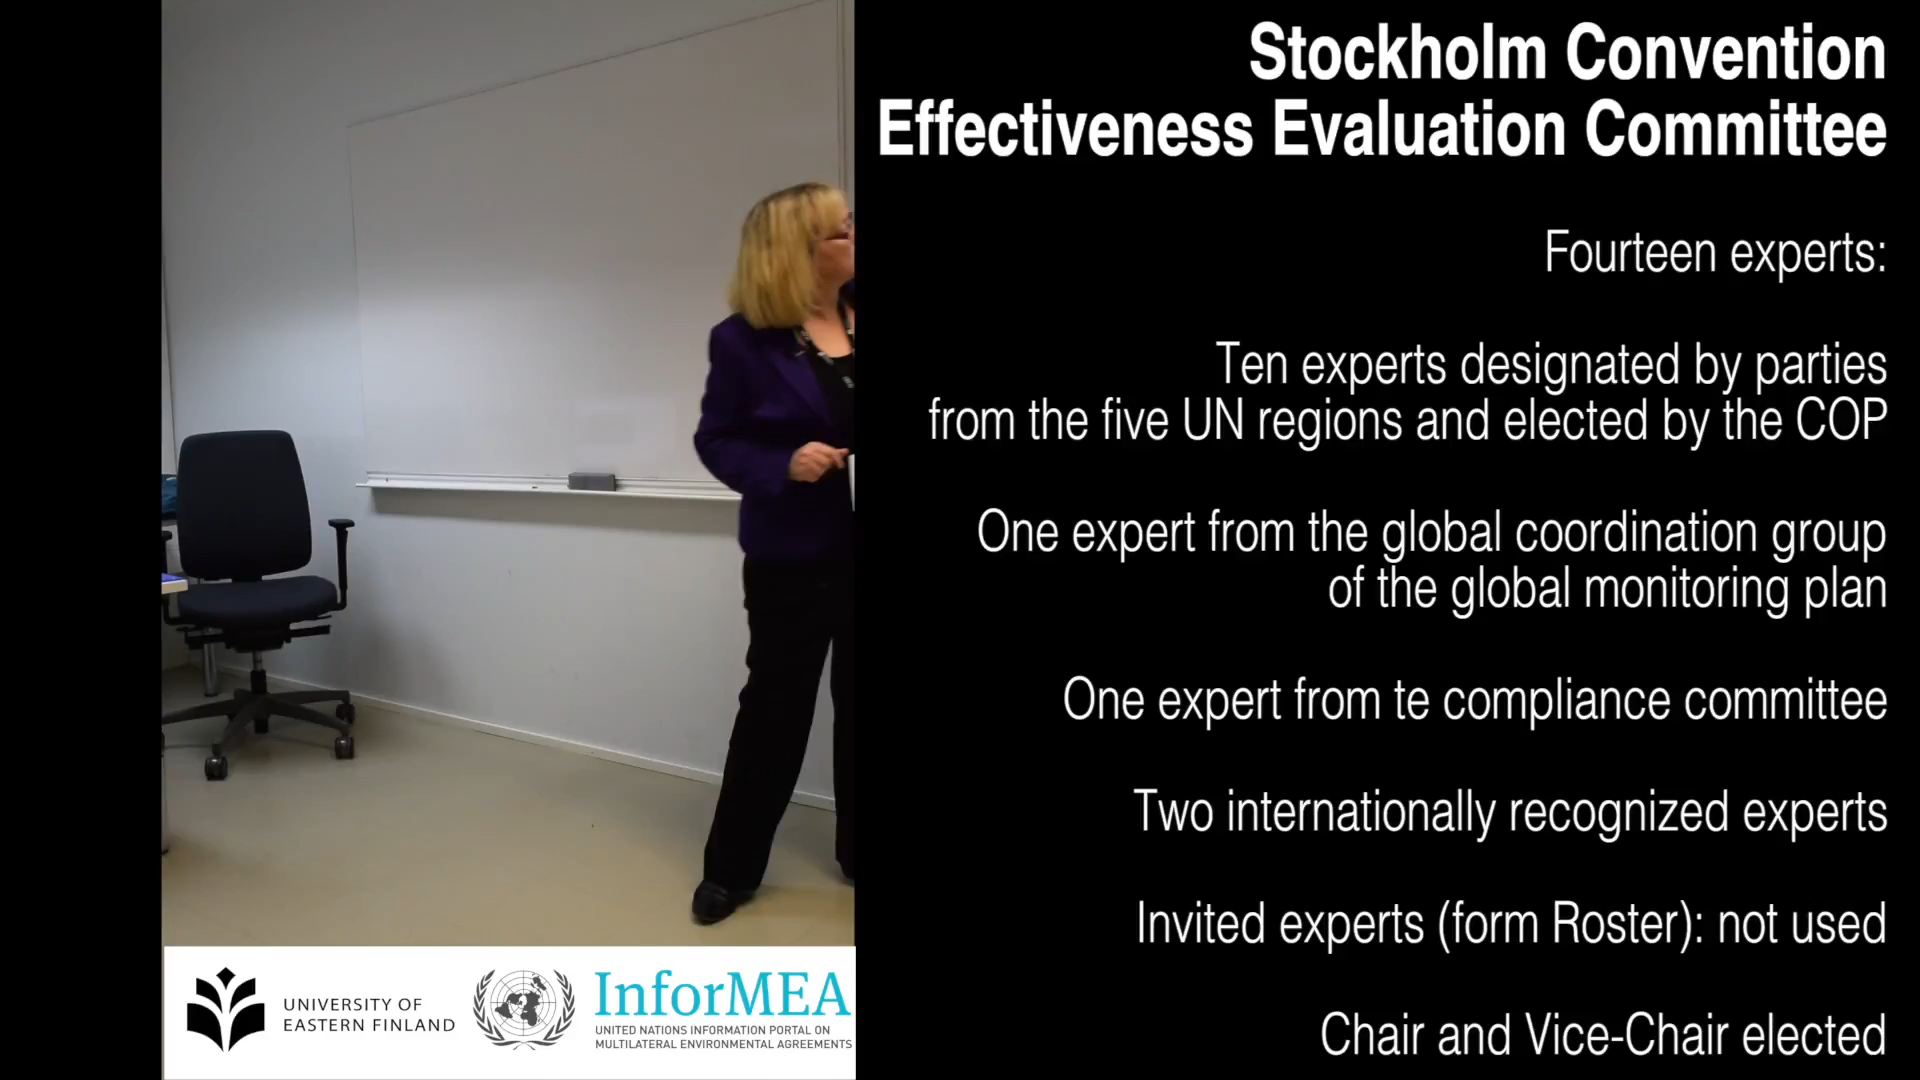 Stockholm Convention
Effectiveness Evaluation Committee
Fourteen experts:
Ten experts designated by parties
from the five UN regions and elected by the COP
One expert from the global coordination group
of the global monitoring plan
One expert from te compliance committee
Two internationally recognized experts
Invited experts (form Roster): not used
Chair and Vice-Chair elected
UNIVERSITY OF
EASTERN FINLAND
InforMEA
UNITED NATIONS INFORMATION PORTAL ON
MULTILATERAL ENVIRONMENTAL AGREEMENTS